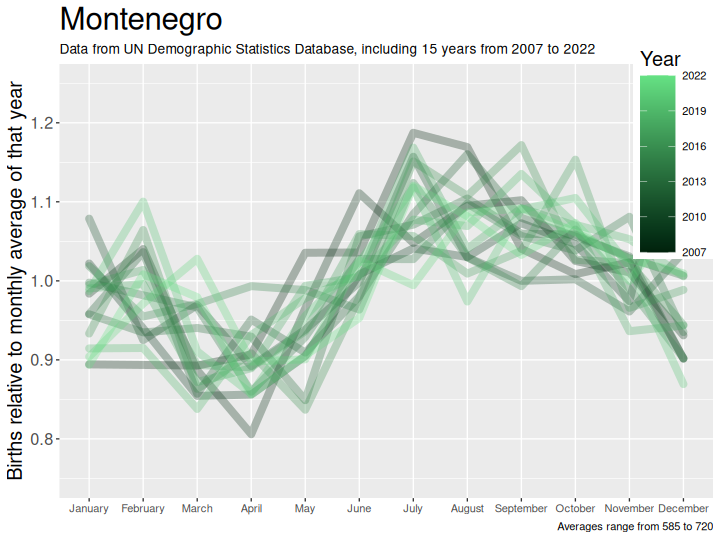 Montenegro
Data from UN Demographic Statistics Database, including 15 years from 2007 to 2022
Year
2022
2019
2016
2013
2010
2007
Births relative to monthly average of that year
1.2
1.1
1.0
0.9
0.8
January February March April May June July August September October November December
Averages range from 585 to 720